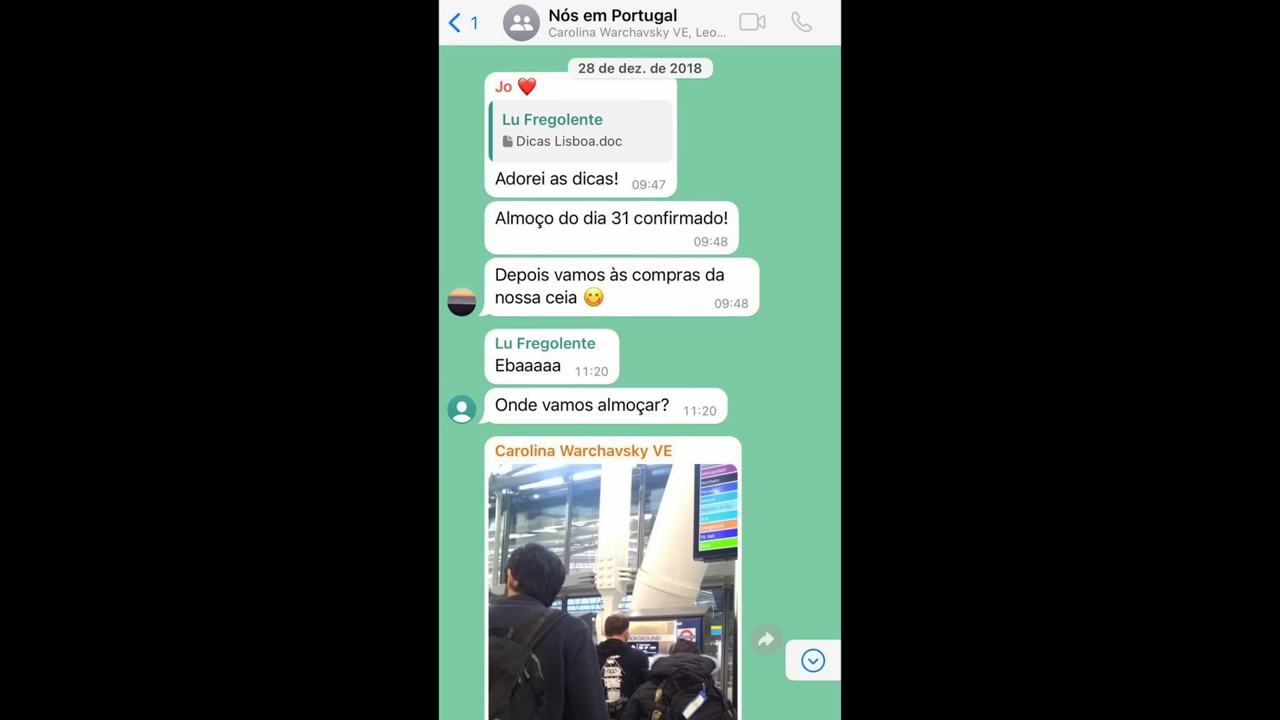 1
Nós em Portugal
Carolina Warchavsky VE, Leo...
28 de dez. de 2018
Jo ❤️
Lu Fregolente
Dicas Lisboa.doc
Adorei as dicas! 09:47
Almoço do dia 31 confirmado!
09:48
Depois vamos às compras da
nossa ceia 😋 09:48
Lu Fregolente
Ebaaaaa 11:20
Onde vamos almoçar? 11:20
Carolina Warchavsky VE